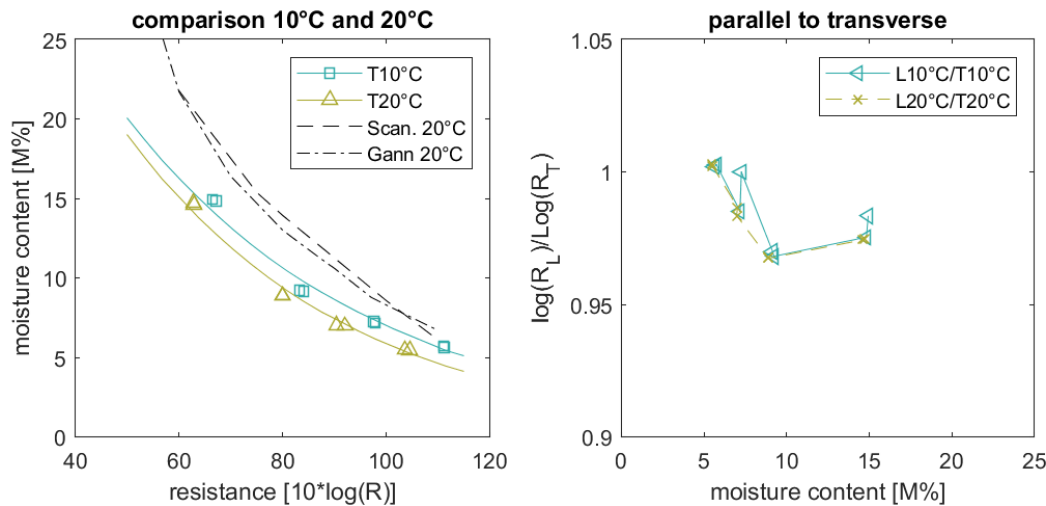 comparison 10°C and 20°C
25
20
15
10
5
0
40
60
80
100
120
moisture content [M%]
resistance [10*log(R)]
T10°C
T20°C
Scan. 20°C
Gann 20°C
parallel to transverse
1.05
1
0.95
0.9
0
5
10
15
20
25
log(R_L)/Log(R_T)
moisture content [M%]
L10°C/T10°C
L20°C/T20°C